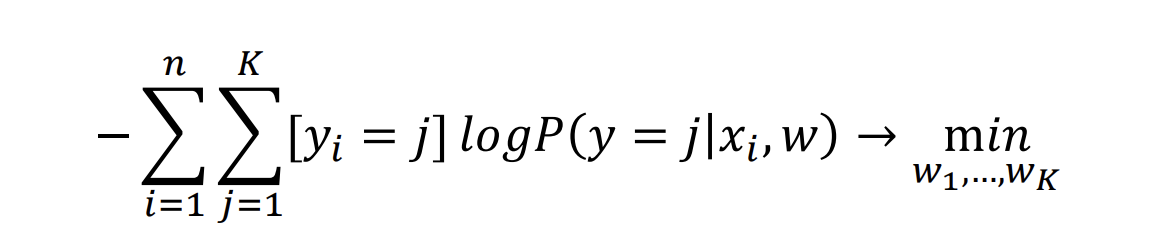 − ∑_{i=1}^{n} ∑_{j=1}^{K} [y_i = j] logP(y = j|x_i, w) → min_{w_1,…,w_K}